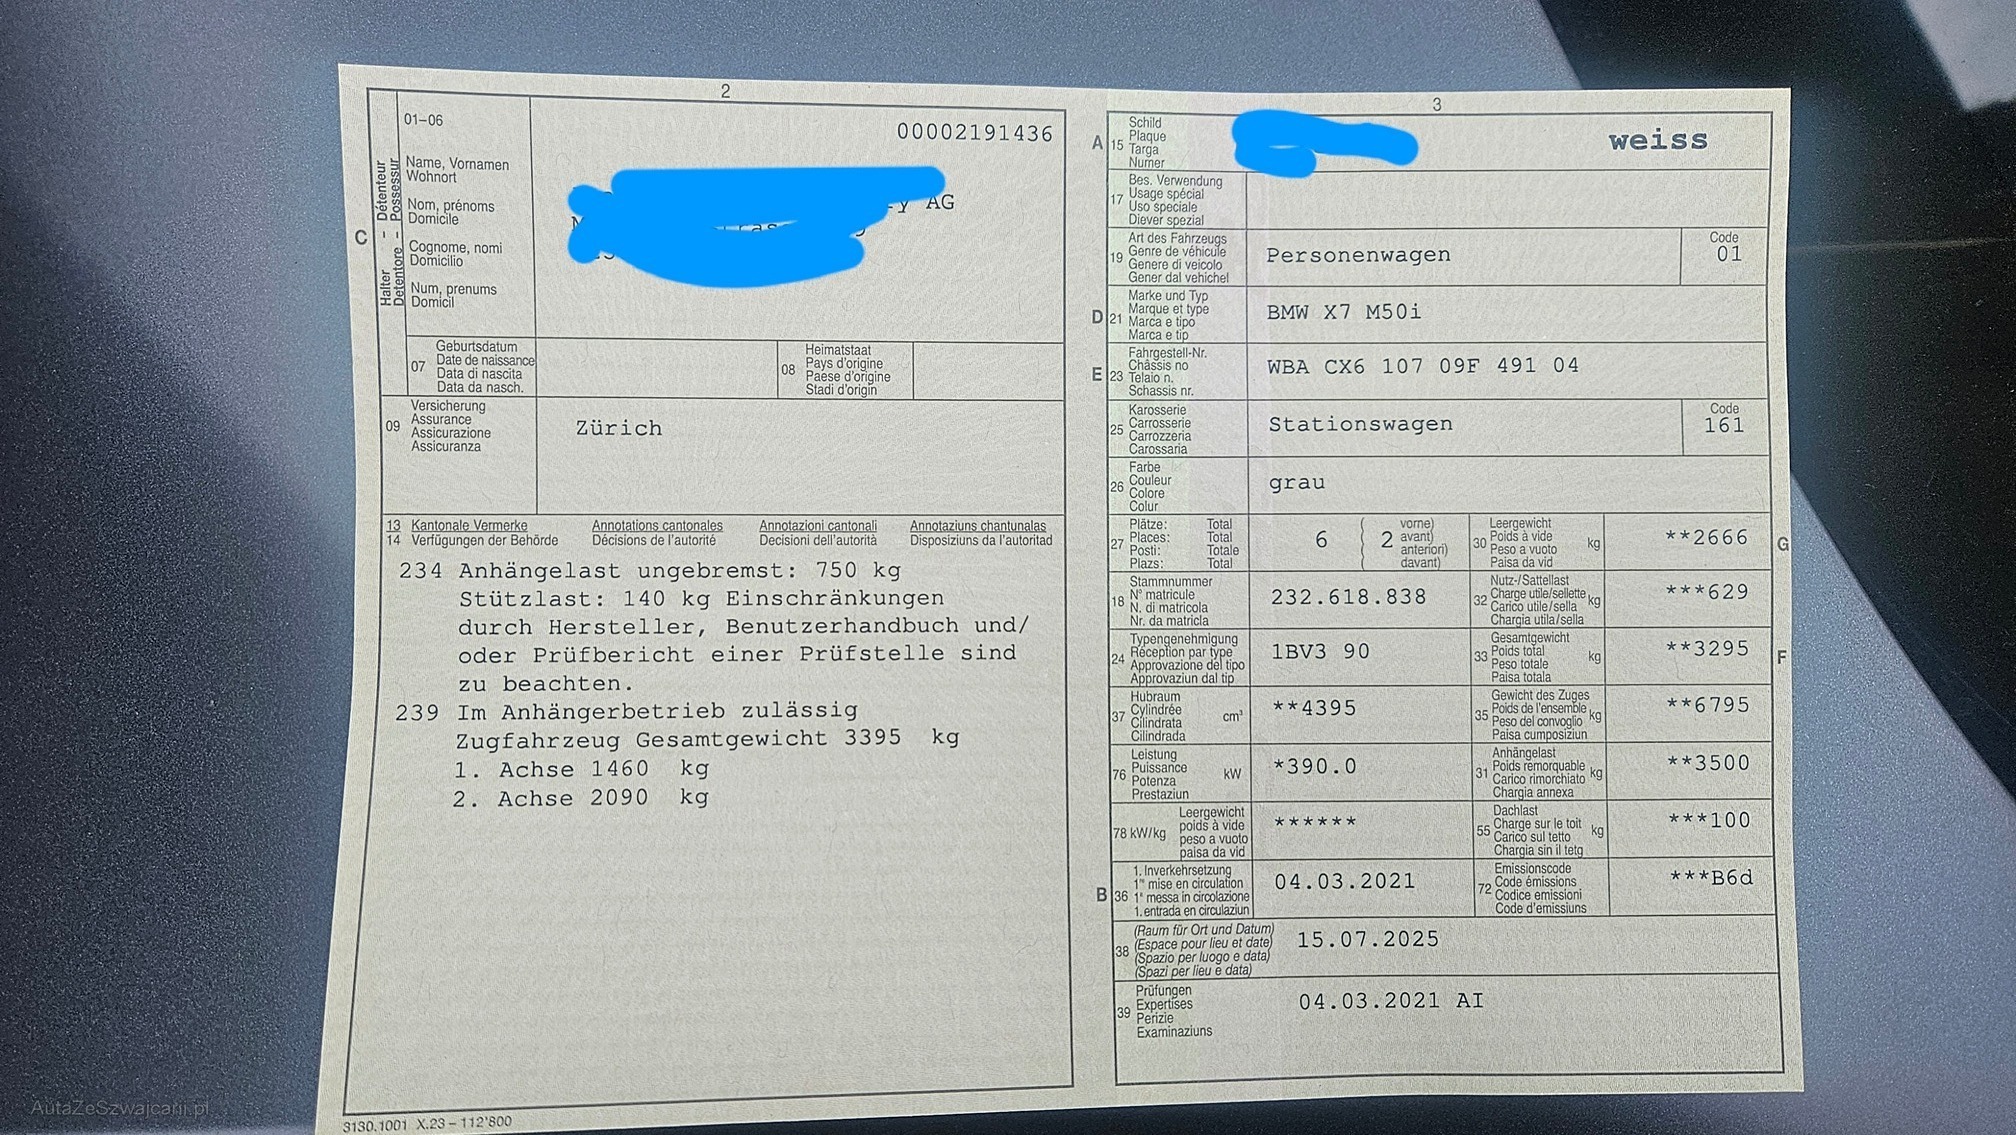 2
01-06
00002191436
Halter - Détenteur
Detentore - Possessur
C
Name, Vornamen
Wohnort
Nom, prénoms
Domicile
Cognome, nomi
Domicilio
Num, prenums
Domicil
y AG
07
Geburtsdatum
Date de naissance
Data di nascita
Data da nasch.
08
Heimatstaat
Pays d'origine
Paese d'origine
Stadi d'origin
09
Versicherung
Assurance
Assicurazione
Assicuranza
Zürich
13 Kantonale Vermerke Annotations cantonales Annotazioni cantonali Annotaziuns chantunalas
14 Verfügungen der Behörde Décisions de l'autorité Decisioni dell'autorità Disposiziuns da l'autoritad
234 Anhängelast ungebremst: 750 kg
Stützlast: 140 kg Einschränkungen
durch Hersteller, Benutzerhandbuch und/
oder Prüfbericht einer Prüfstelle sind
zu beachten.
239 Im Anhängerbetrieb zulässig
Zugfahrzeug Gesamtgewicht 3395 kg
1. Achse 1460 kg
2. Achse 2090 kg
3130.1001 X.23 – 112'800
3
A 15
Schild
Plaque
Targa
Numer
weiss
17
Bes. Verwendung
Usage spécial
Uso speciale
Diever spezial
19
Art des Fahrzeugs
Genre de véhicule
Genere di veicolo
Gener dal vehichel
Personenwagen
Code
01
D 21
Marke und Typ
Marque et type
Marca e tipo
Marca e tip
BMW X7 M50i
E 23
Fahrgestell-Nr.
Châssis no
Telaio n.
Schassis nr.
WBA CX6 107 09F 491 04
25
Karosserie
Carrosserie
Carrozzeria
Carossaria
Stationswagen
Code
161
26
Farbe
Couleur
Colore
Colur
grau
27
Plätze: Total
Places: Total
Posti: Totale
Plazs: Total
6 ( 2 vorne)
( avant)
( anteriori)
( davant)
30
Leergewicht
Poids à vide
Peso a vuoto
Paisa da vid
kg
**2666
G
18
Stammnummer
N° matricule
N. di matricola
Nr. da matricla
232.618.838
32
Nutz-/Sattellast
Charge utile/sellette
Carico utile/sella
Chargia utila/sella
kg
***629
24
Typengenehmigung
Réception par type
Approvazione del tipo
Approvaziun dal tip
1BV3 90
33
Gesamtgewicht
Poids total
Peso totale
Paisa totala
kg
**3295
F
37
Hubraum
Cylindrée
Cilindrata
Cilindrada
cm³
**4395
35
Gewicht des Zuges
Poids de l'ensemble
Peso del convoglio
Paisa cumposiziun
kg
**6795
76
Leistung
Puissance
Potenza
Prestaziun
kW
*390.0
31
Anhängelast
Poids remorquable
Carico rimorchiato
Chargia annexa
kg
**3500
78 kW/kg
Leergewicht
poids à vide
peso a vuoto
paisa da vid
******
55
Dachlast
Charge sur le toit
Carico sul tetto
Chargia sin il tetg
kg
***100
B 36
1. Inverkehrsetzung
1re mise en circulation
1a messa in circolazione
1. entrada en circulaziun
04.03.2021
72
Emissionscode
Code émissions
Codice emissioni
Code d'emissiuns
***B6d
38
(Raum für Ort und Datum)
(Espace pour lieu et date)
(Spazio per luogo e data)
(Spazi per lieu e data)
15.07.2025
39
Prüfungen
Expertises
Perizie
Examinaziuns
04.03.2021 AI
AutaZeSzwajcarii.pl